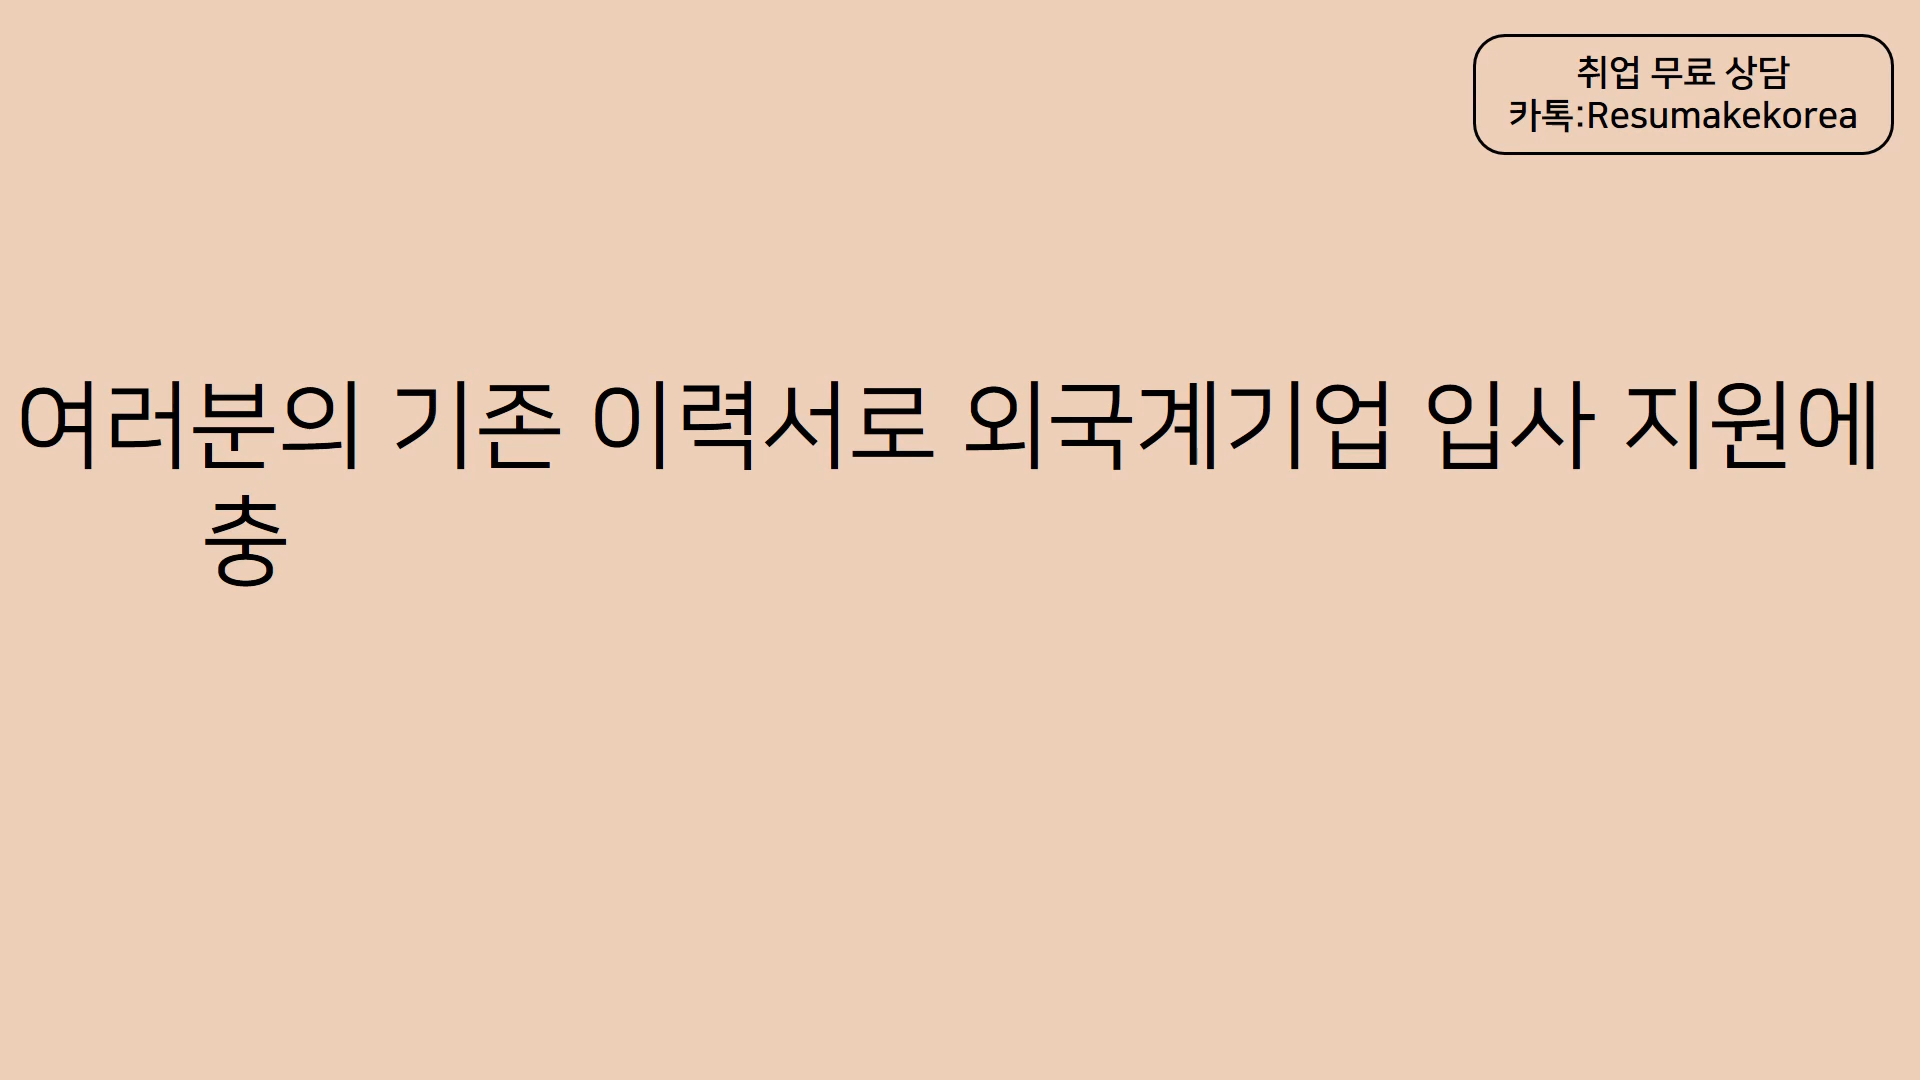 취업 무료 상담
카톡:Resumakekorea
여러분의 기존 이력서로 외국계기업 입사 지원에
충